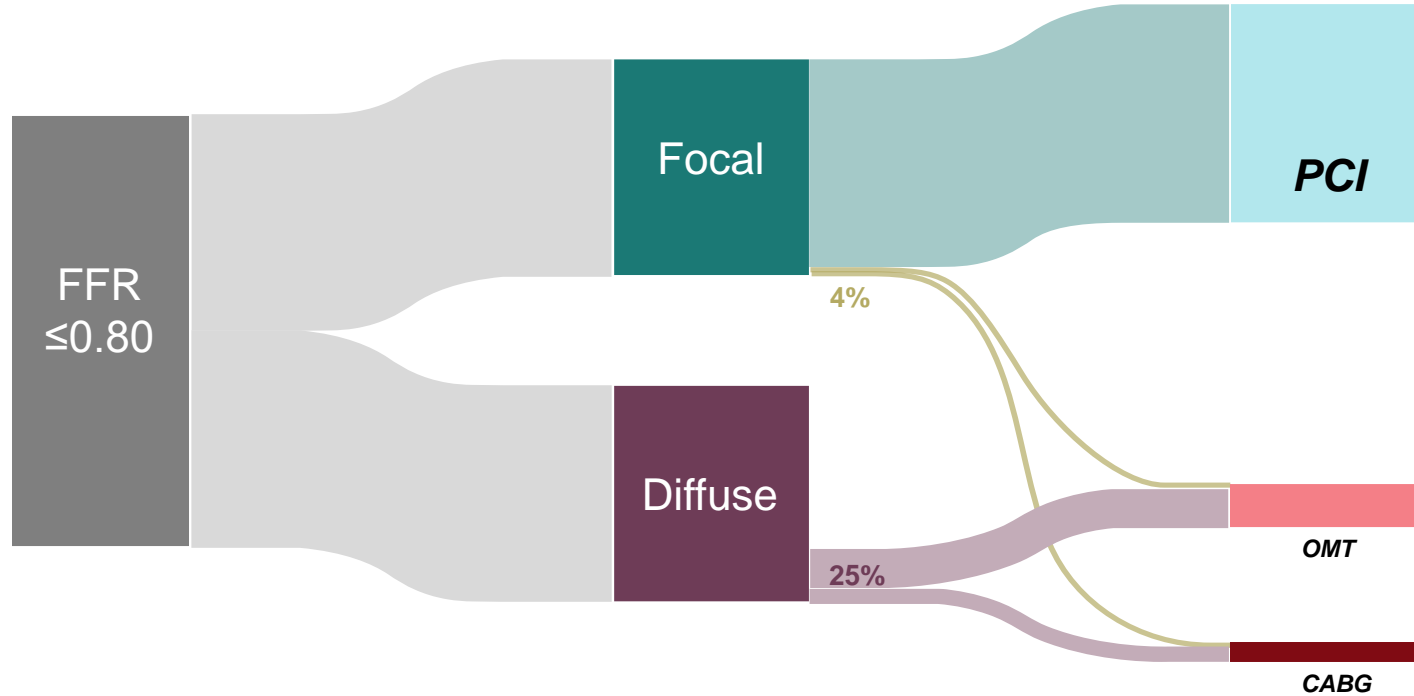 FFR
≤0.80
Focal
4%
Diffuse
25%
PCI
OMT
CABG